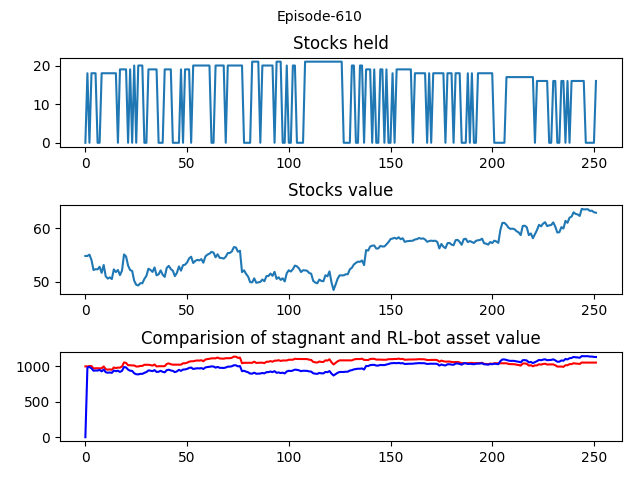 Episode-610
Stocks held
20
10
0
0 50 100 150 200 250
Stocks value
60
50
0 50 100 150 200 250
Comparision of stagnant and RL-bot asset value
1000
500
0
0 50 100 150 200 250